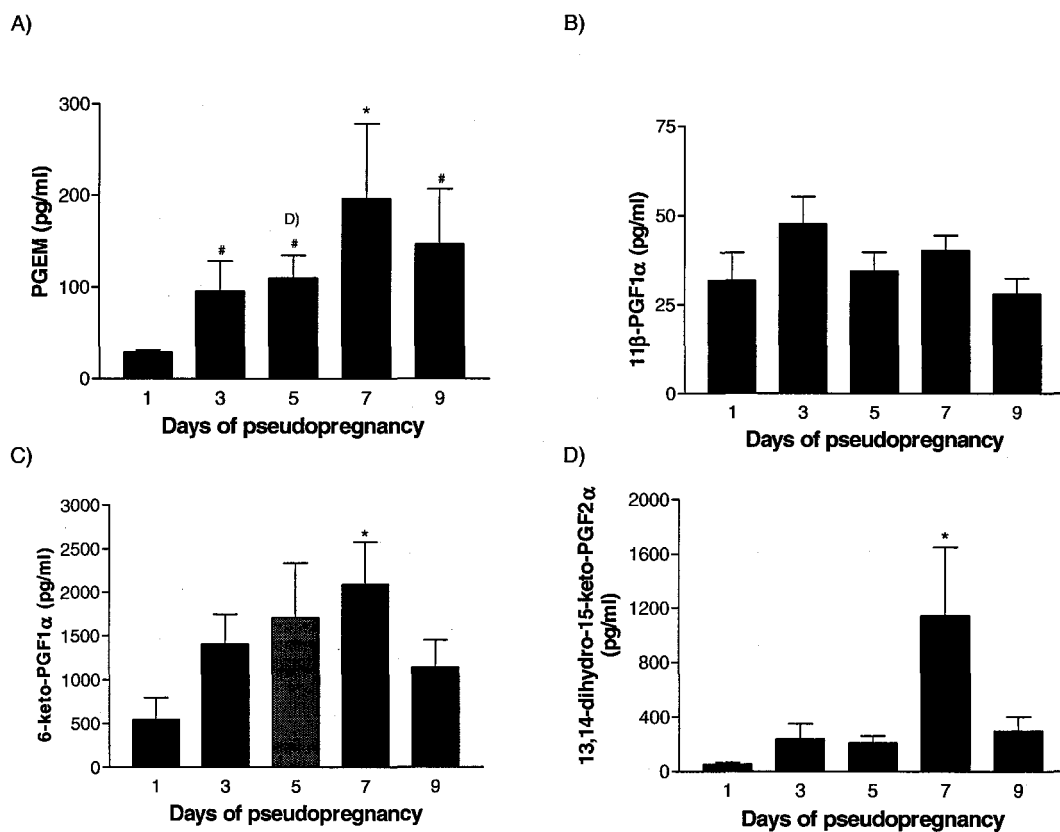 A)
PGEM (pg/ml)
300
200
100
0
*
#
D)
#
#
1 3 5 7 9
Days of pseudopregnancy
B)
11β-PGF1α (pg/ml)
75
50
25
0
1 3 5 7 9
Days of pseudopregnancy
C)
6-keto-PGF1α (pg/ml)
3000
2500
2000
1500
1000
500
0
*
1 3 5 7 9
Days of pseudopregnancy
D)
13,14-dihydro-15-keto-PGF2α
(pg/ml)
2000
1600
1200
800
400
0
*
1 3 5 7 9
Days of pseudopregnancy